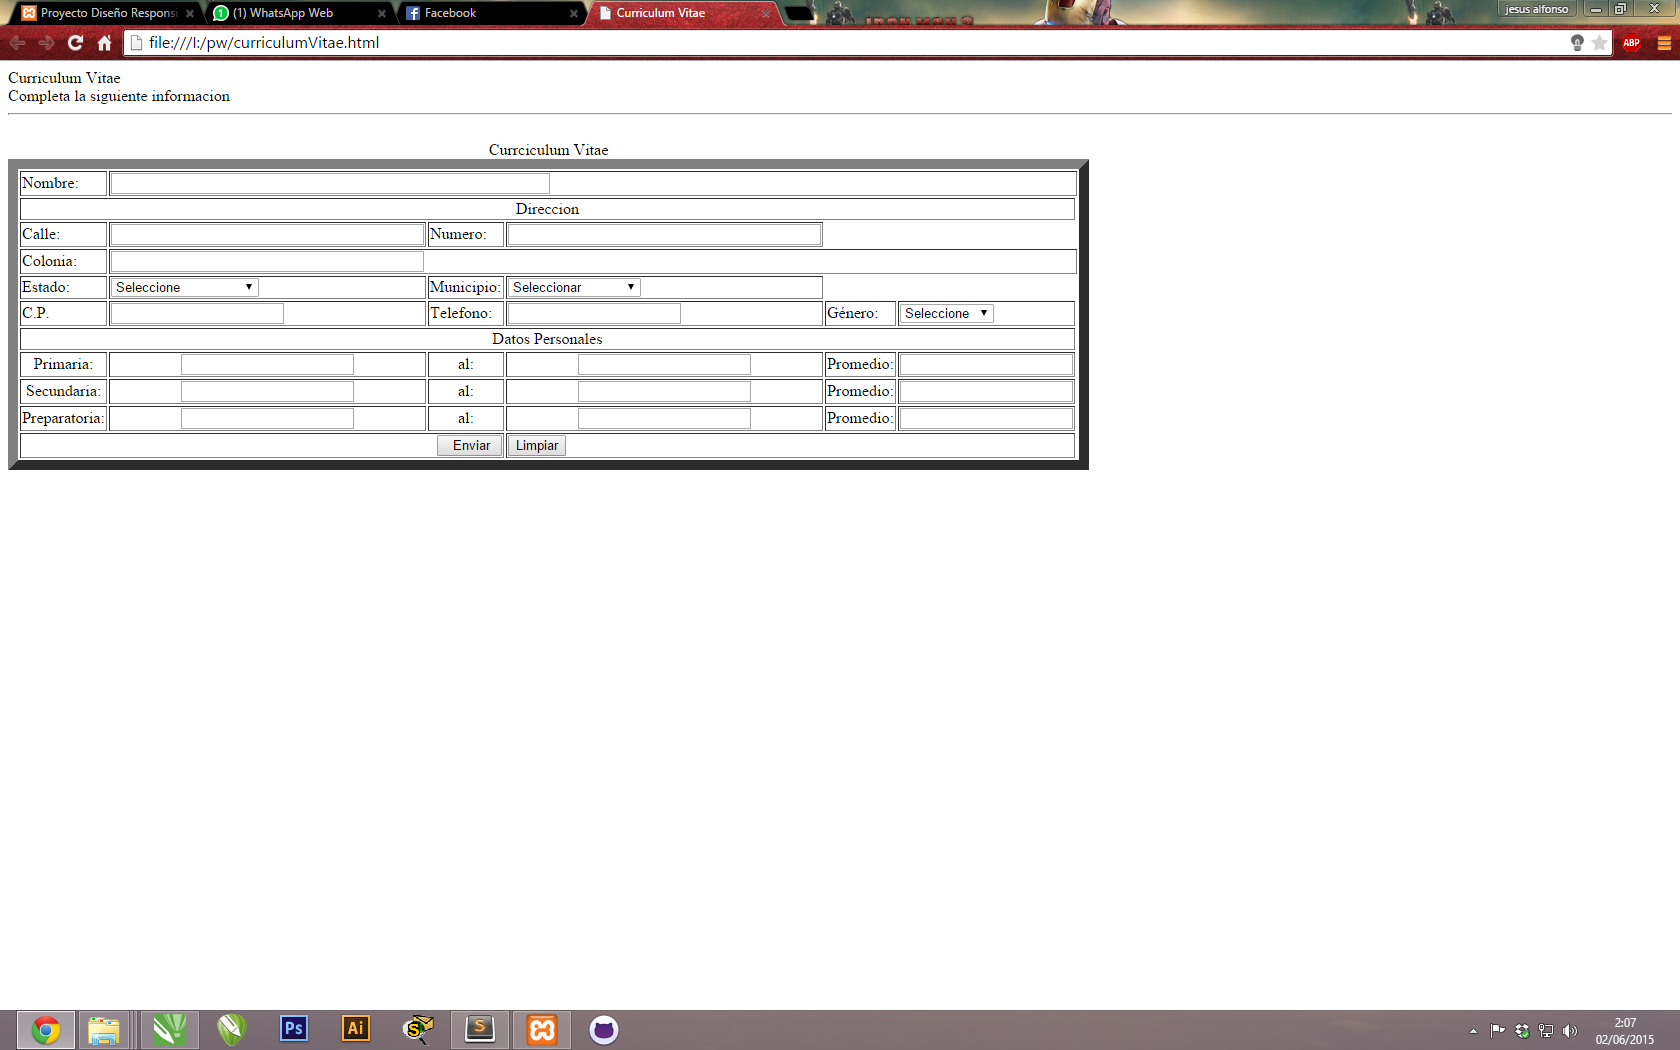 Proyecto Diseño Responsi
(1) WhatsApp Web
Facebook
Curriculum Vitae
jesus alfonso
file:///I:/pw/curriculumVitae.html
ABP
Curriculum Vitae
Completa la siguiente informacion
Curciculum Vitae
Nombre:
Direccion
Calle: Numero:
Colonia:
Estado: Seleccione Municipio: Seleccionar
C.P. Telefono: Género: Seleccione
Datos Personales
Primaria: al: Promedio:
Secundaria: al: Promedio:
Preparatoria: al: Promedio:
Enviar Limpiar
Ps Ai S S
2:07
02/06/2015